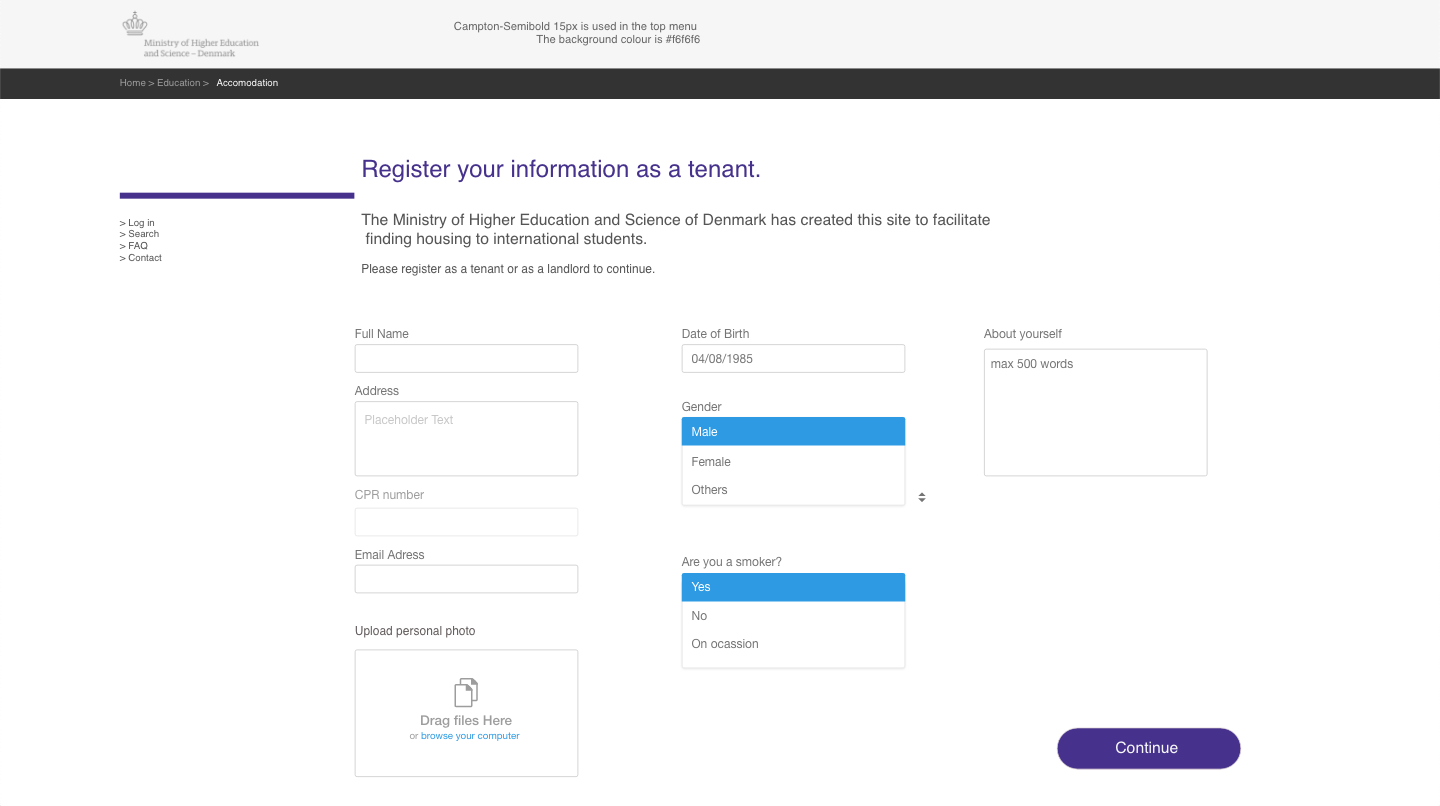 Ministry of Higher Education
and Science – Denmark
Campton-Semibold 15px is used in the top menu
The background colour is #f6f6f6
Home > Education > Accomodation
Register your information as a tenant.
> Log in
> Search
> FAQ
> Contact
The Ministry of Higher Education and Science of Denmark has created this site to facilitate
finding housing to international students.
Please register as a tenant or as a landlord to continue.
Full Name
Address
Placeholder Text
CPR number
Email Adress
Upload personal photo
Drag files Here
or browse your computer
Date of Birth
04/08/1985
Gender
Male
Female
Others
Are you a smoker?
Yes
No
On ocassion
About yourself
max 500 words
Continue